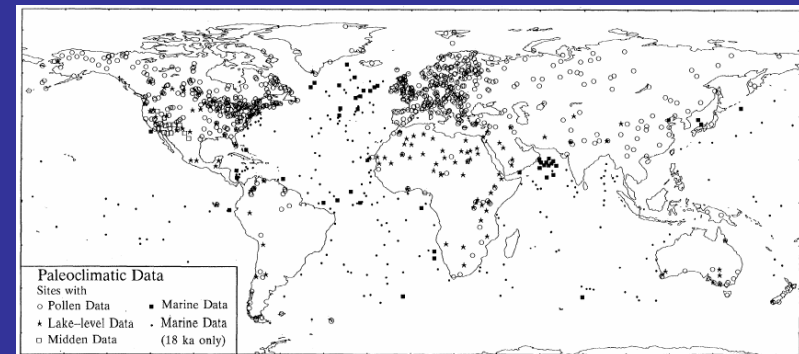 Paleoclimatic Data
Sites with
○ Pollen Data
★ Lake-level Data
□ Midden Data
■ Marine Data
. Marine Data
(18 ka only)